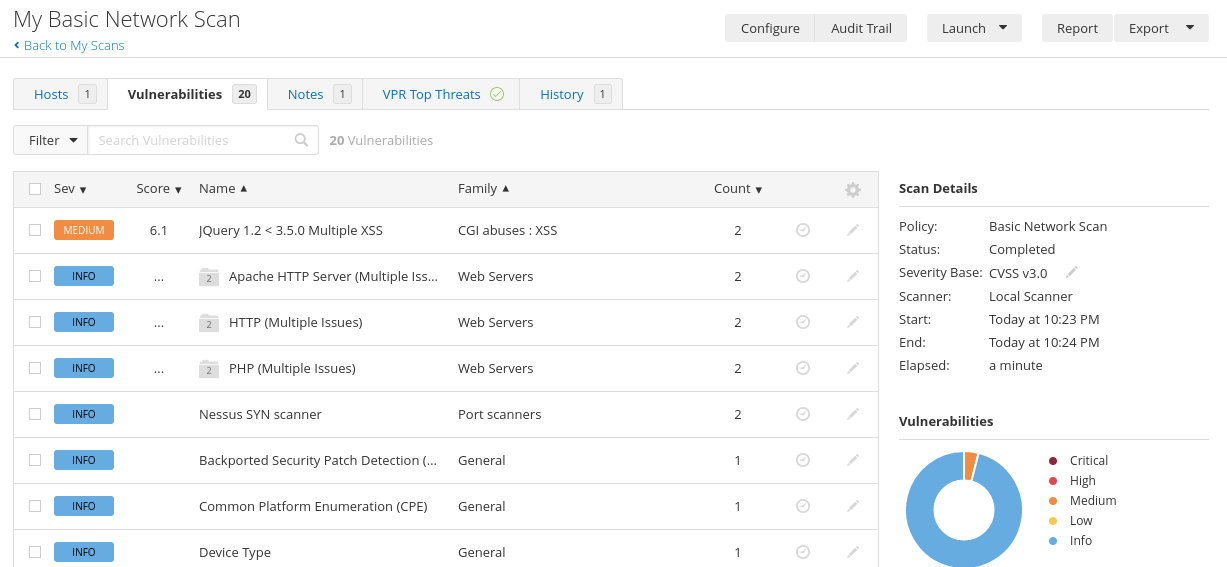 My Basic Network Scan
Back to My Scans
Configure Audit Trail Launch Report Export
Hosts 1 Vulnerabilities 20 Notes 1 VPR Top Threats History 1
Filter Search Vulnerabilities 20 Vulnerabilities
Sev Score Name Family Count
MEDIUM 6.1 JQuery 1.2 < 3.5.0 Multiple XSS CGI abuses : XSS 2
INFO ... 2 Apache HTTP Server (Multiple Iss... Web Servers 2
INFO ... 2 HTTP (Multiple Issues) Web Servers 2
INFO ... 2 PHP (Multiple Issues) Web Servers 2
INFO Nessus SYN scanner Port scanners 2
INFO Backported Security Patch Detection (... General 1
INFO Common Platform Enumeration (CPE) General 1
INFO Device Type General 1
Scan Details
Policy: Basic Network Scan
Status: Completed
Severity Base: CVSS v3.0
Scanner: Local Scanner
Start: Today at 10:23 PM
End: Today at 10:24 PM
Elapsed: a minute
Vulnerabilities
Critical
High
Medium
Low
Info